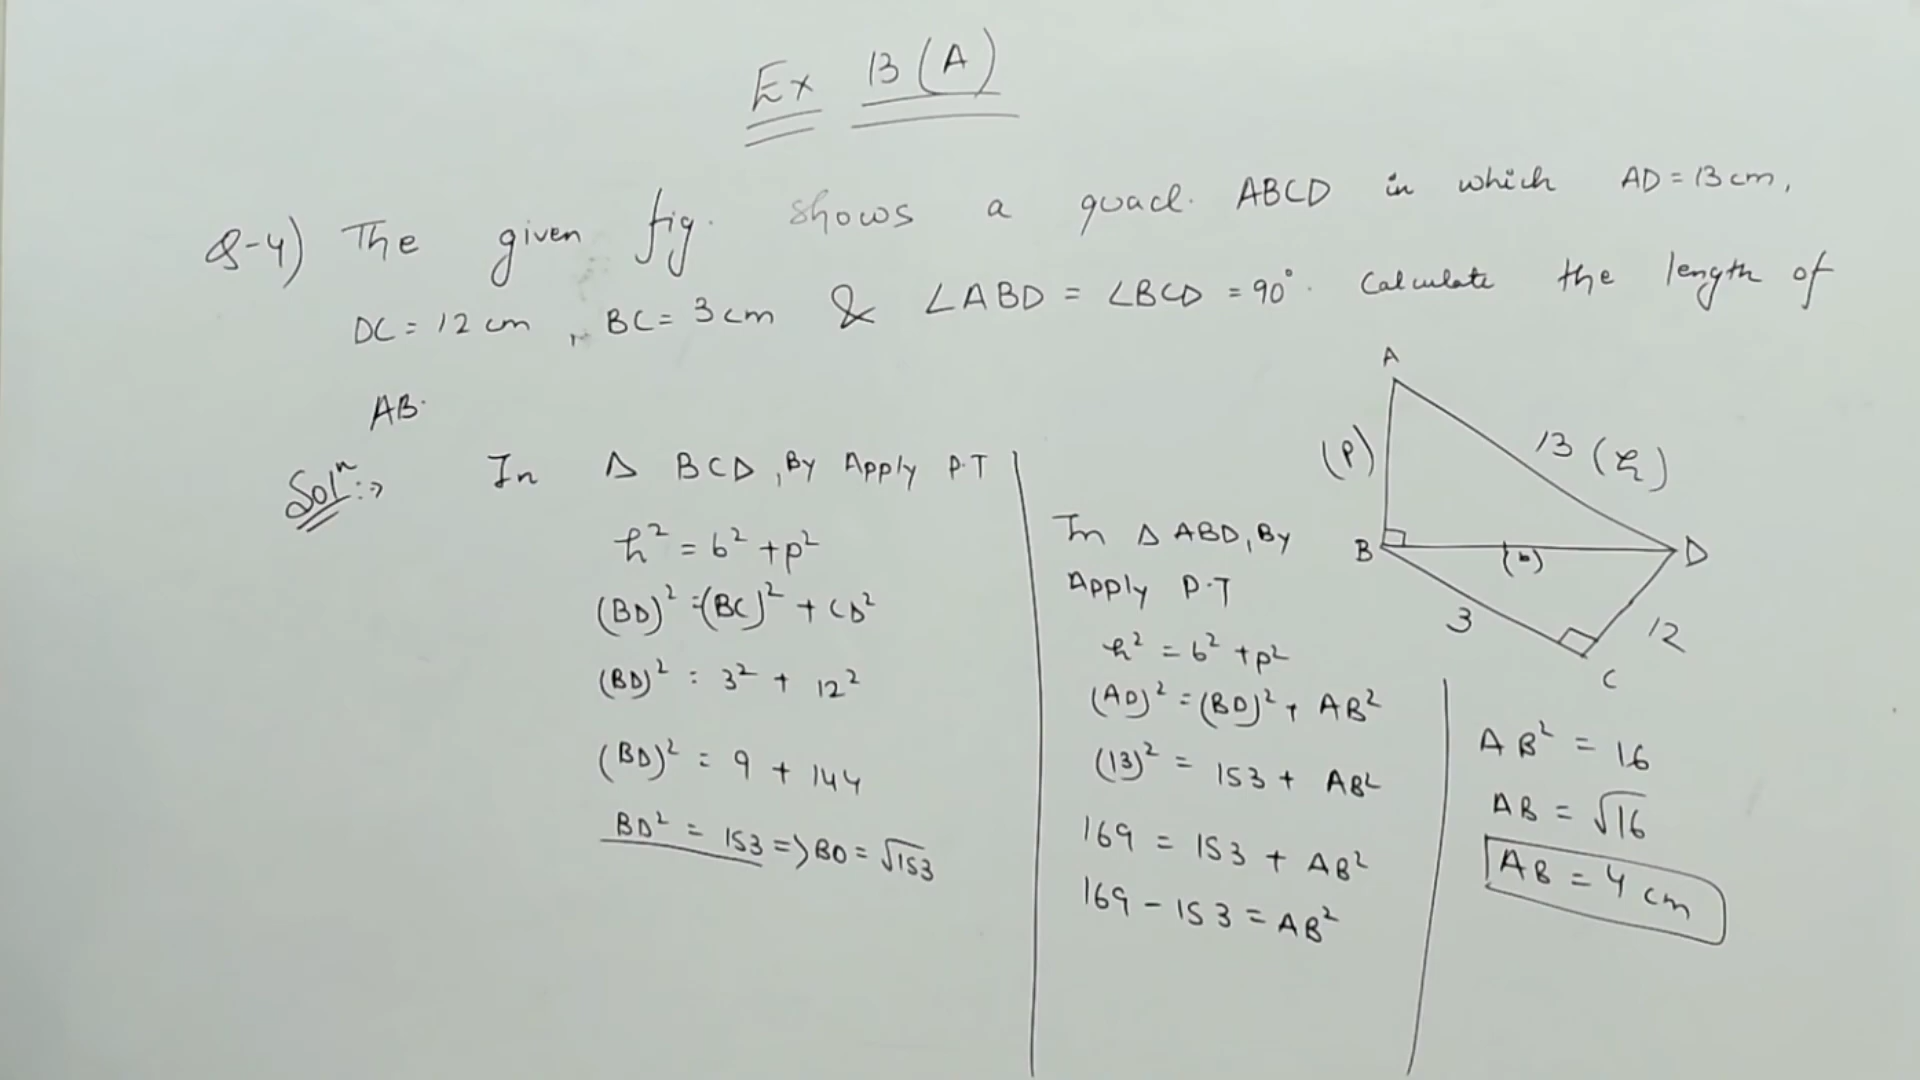 Ex 13 (A)
Q-4) The given fig. shows a quad. ABCD in which AD = 13 cm,
DC = 12 cm, BC = 3 cm & ∠ABD = ∠BCD = 90°. Calculate the length of
AB.
Solⁿ:→ In Δ BCD, By Apply P.T
h² = b² + p²
(BD)² = (BC)² + CD²
(BD)² = 3² + 12²
(BD)² = 9 + 144
BD² = 153 => BD = √153
In Δ ABD, By
Apply P.T
h² = b² + p²
(AD)² = (BD)² + AB²
(13)² = 153 + AB²
169 = 153 + AB²
169 - 153 = AB²
A
(P)
13 (h)
B
(b)
D
3
12
C
AB² = 16
AB = √16
AB = 4 cm